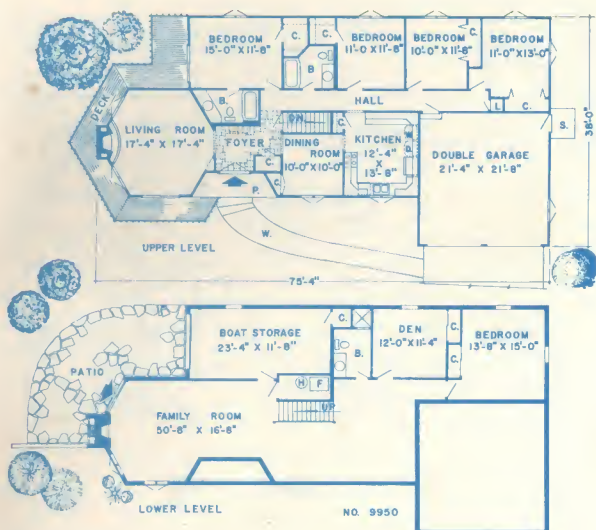 BEDROOM
15'-0" X 11'-8"
C.
C.
B.
BEDROOM
11'-0 X 11'-8"
BEDROOM
10'-0" X 11'-8"
C.
BEDROOM
11'-0" X 13'-0"
DECK
LIVING ROOM
17'-4" X 17'-4"
B.
HALL
L
C.
S.
FOYER
DN.
C.
C.
DINING
ROOM
10'-0" X 10'-0"
C.
KITCHEN
12'-4"
X
13'-8"
DOUBLE GARAGE
21'-4" X 21'-8"
38'-0"
P.
W.
UPPER LEVEL
75'-4"
BOAT STORAGE
23'-4" X 11'-8"
C.
B.
DEN
12'-0" X 11'-4"
C.
C.
BEDROOM
13'-8" X 15'-0"
PATIO
H
F
UP
FAMILY ROOM
50'-8" X 16'-8"
LOWER LEVEL
NO. 9950